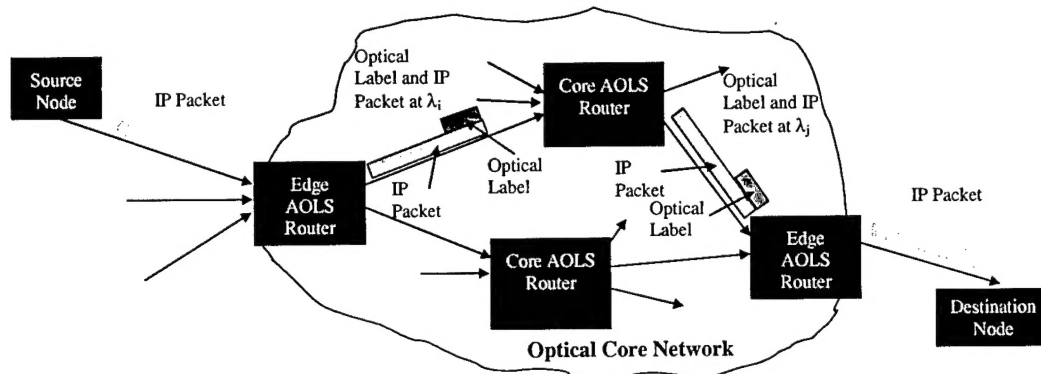 Source
Node
IP Packet
Optical
Label and IP
Packet at λi
Core AOLS
Router
Optical
Label and IP
Packet at λj
Edge
AOLS
Router
IP
Packet
Optical
Label
IP
Packet
Optical
Label
IP Packet
Core AOLS
Router
Edge
AOLS
Router
Destination
Node
Optical Core Network